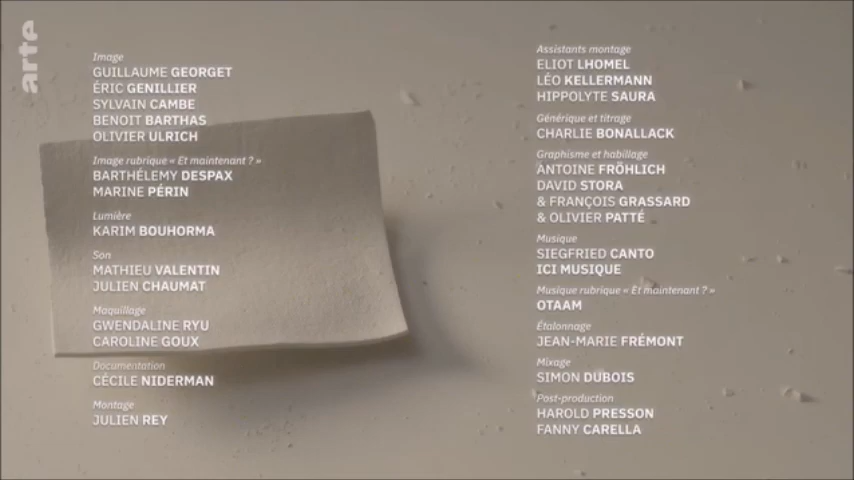 arte
Image
GUILLAUME GEORGET
ÉRIC GENILLIER
SYLVAIN CAMBE
BENOIT BARTHAS
OLIVIER ULRICH
Image rubrique « Et maintenant ? »
BARTHÉLEMY DESPAX
MARINE PÉRIN
Lumière
KARIM BOUHORMA
Son
MATHIEU VALENTIN
JULIEN CHAUMAT
Maquillage
GWENDALINE RYU
CAROLINE GOUX
Documentation
CÉCILE NIDERMAN
Montage
JULIEN REY
Assistants montage
ELIOT LHOMEL
LÉO KELLERMANN
HIPPOLYTE SAURA
Générique et titrage
CHARLIE BONALLACK
Graphisme et habillage
ANTOINE FRÖHLICH
DAVID STORA
& FRANÇOIS GRASSARD
& OLIVIER PATTÉ
Musique
SIEGFRIED CANTO
ICI MUSIQUE
Musique rubrique « Et maintenant ? »
OTAAM
Étalonnage
JEAN-MARIE FRÉMONT
Mixage
SIMON DUBOIS
Post-production
HAROLD PRESSON
FANNY CARELLA